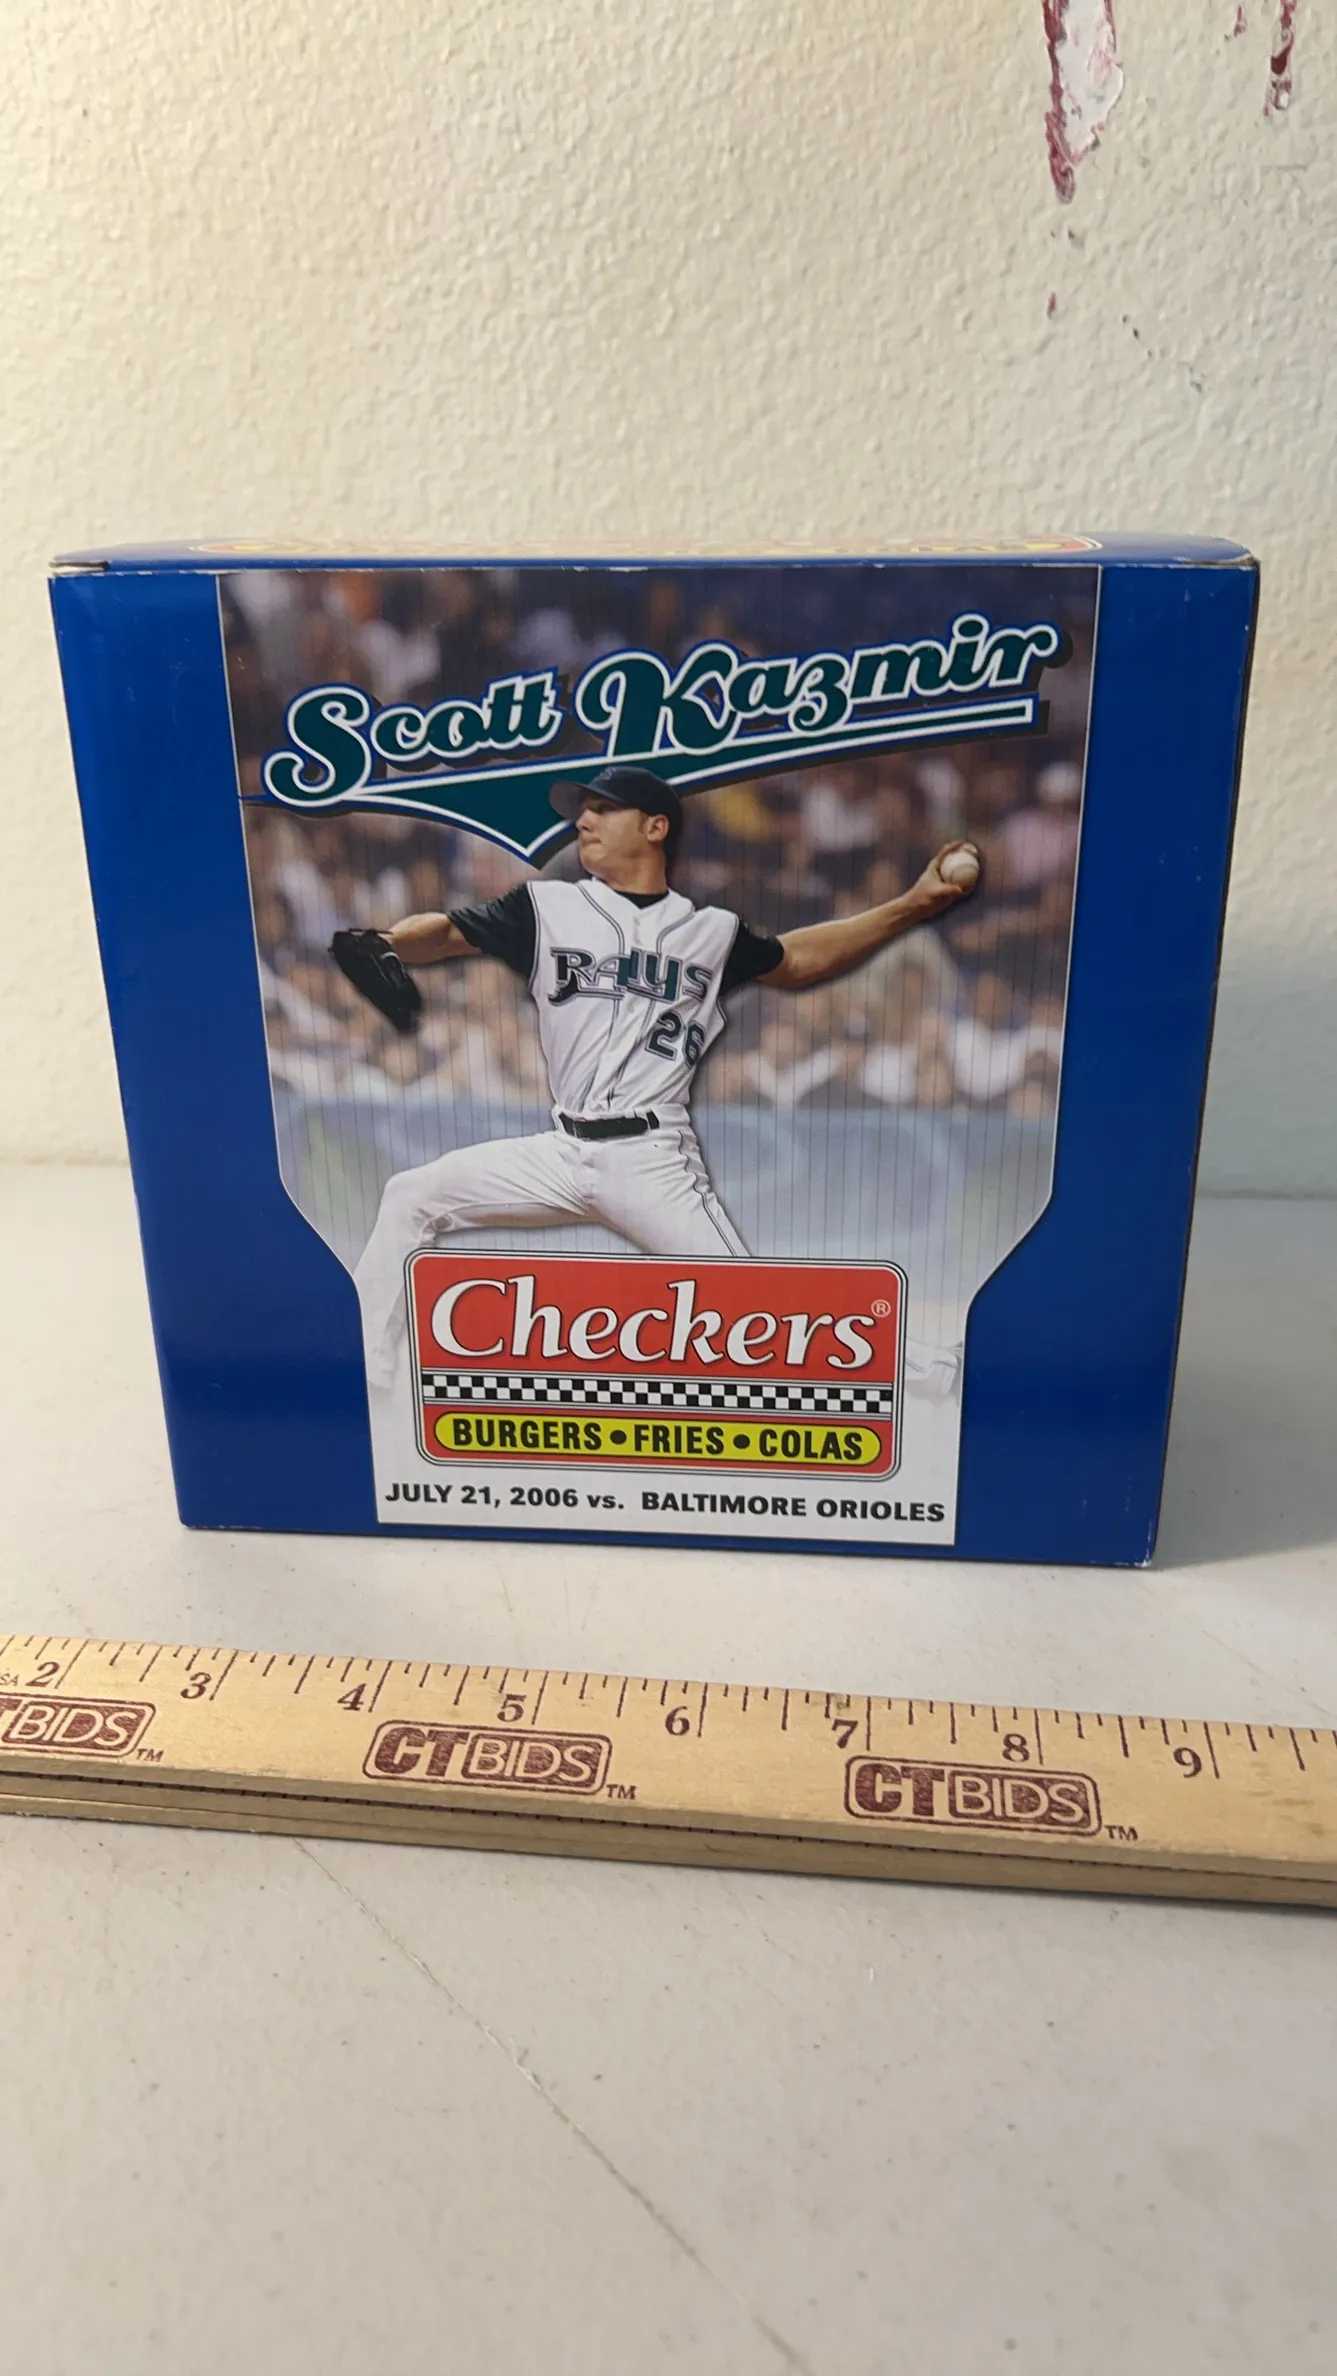 Scott Kazmir
RAYS
26
Checkers®
BURGERS • FRIES • COLAS
JULY 21, 2006 vs. BALTIMORE ORIOLES
2 3 4 5 6 7 8 9
CTBIDS™ CTBIDS™ CTBIDS™